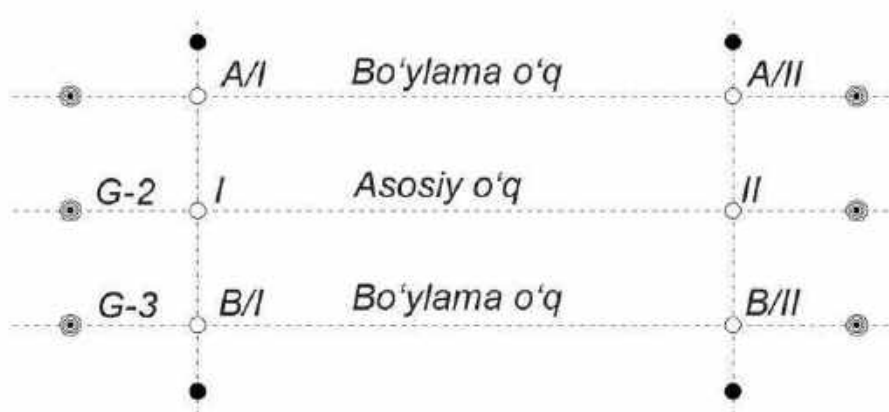 A/I Bo‘ylama o‘q A/II
G-2 I Asosiy o‘q II
G-3 B/I Bo‘ylama o‘q B/II